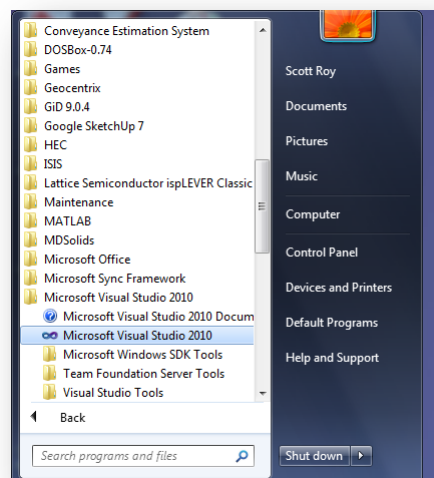 Conveyance Estimation System
DOSBox-0.74
Games
Geocentrix
GiD 9.0.4
Google SketchUp 7
HEC
ISIS
Lattice Semiconductor ispLEVER Classic
Maintenance
MATLAB
MDSolids
Microsoft Office
Microsoft Sync Framework
Microsoft Visual Studio 2010
Microsoft Visual Studio 2010 Docum
Microsoft Visual Studio 2010
Microsoft Windows SDK Tools
Team Foundation Server Tools
Visual Studio Tools
Back
Search programs and files
Scott Roy
Documents
Pictures
Music
Computer
Control Panel
Devices and Printers
Default Programs
Help and Support
Shut down